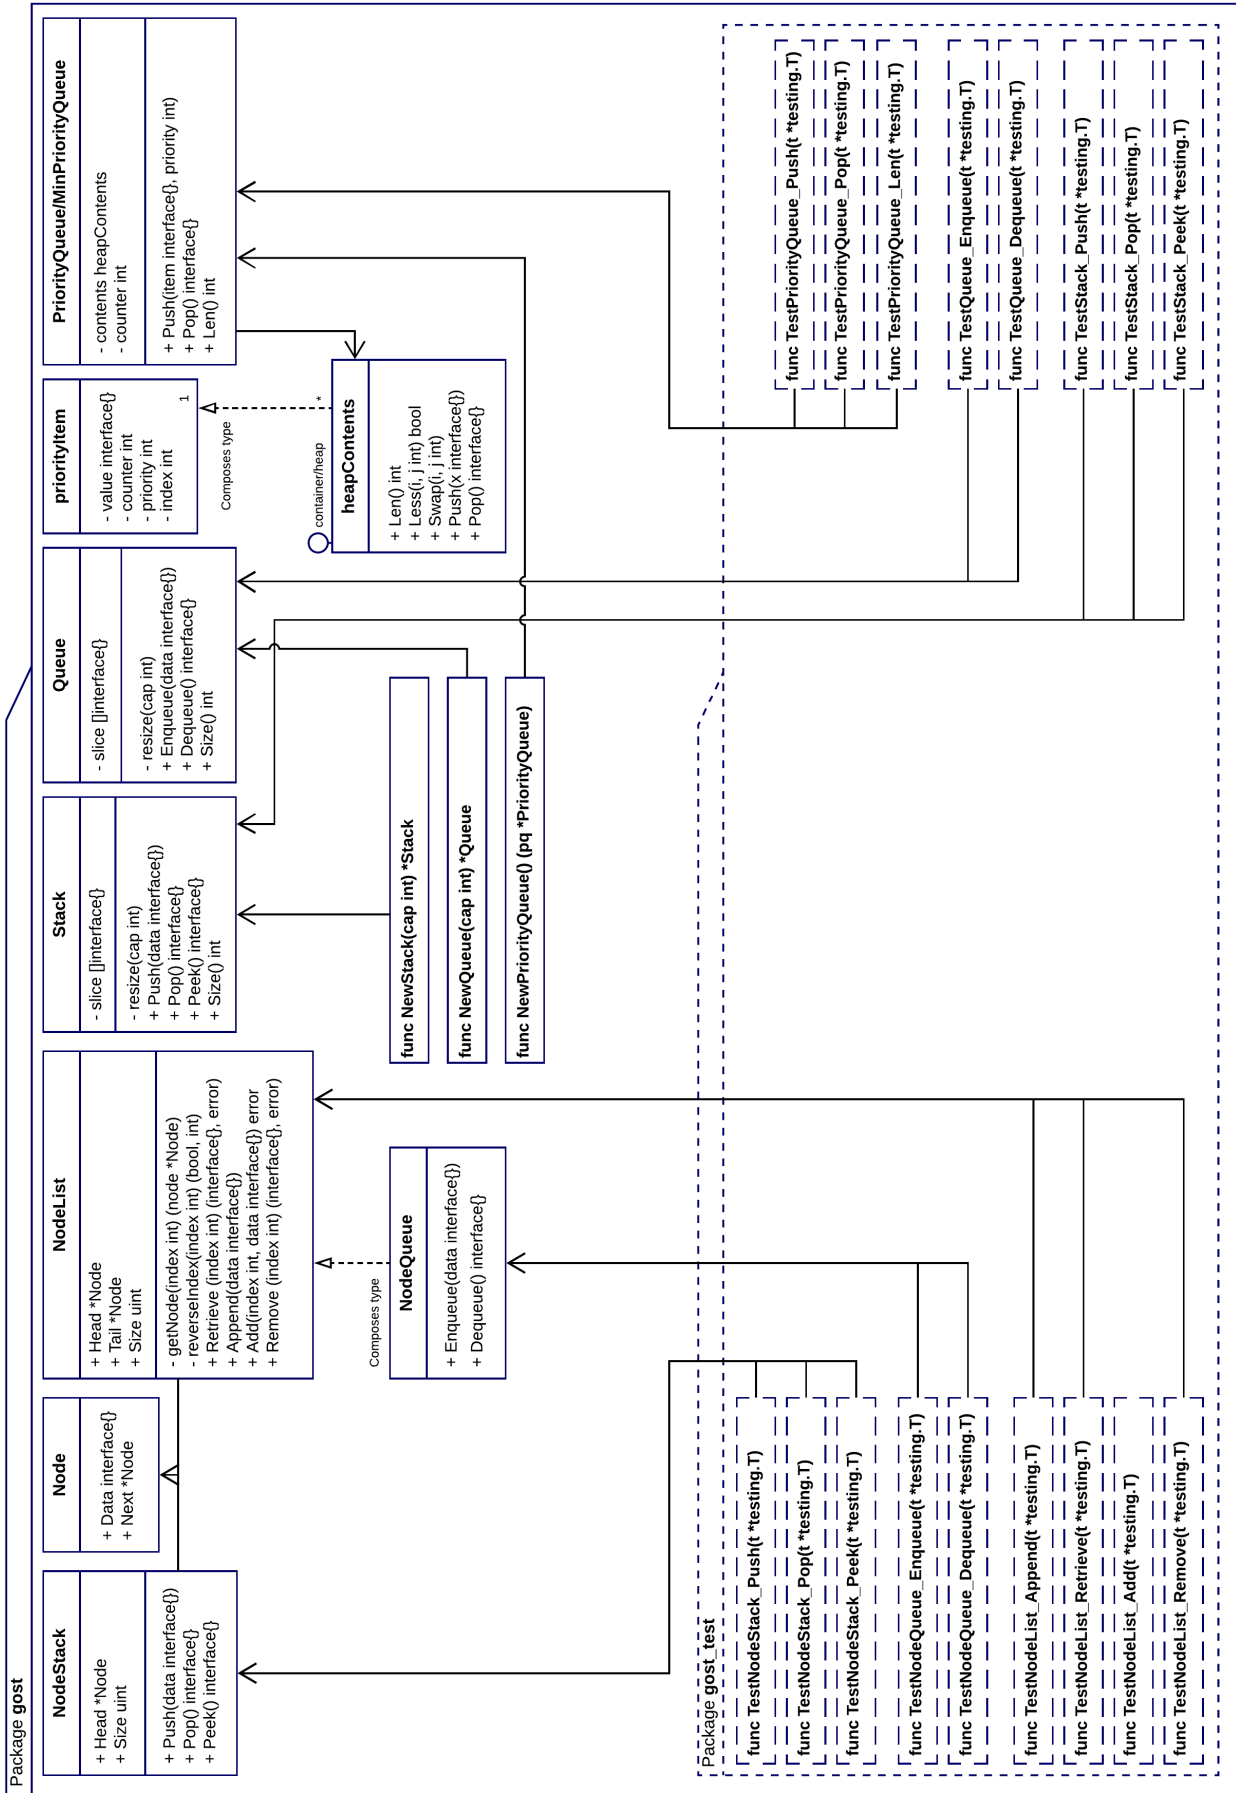 Package gost
NodeStack
+ Head *Node
+ Size uint
+ Push(data interface{})
+ Pop() interface{}
+ Peek() interface{}
Node
+ Data interface{}
+ Next *Node
NodeList
+ Head *Node
+ Tail *Node
+ Size uint
- getNode(index int) (node *Node)
- reverseIndex(index int) (bool, int)
+ Retrieve (index int) (interface{}, error)
+ Append(data interface{})
+ Add(index int, data interface{}) error
+ Remove (index int) (interface{}, error)
Stack
- slice []interface{}
- resize(cap int)
+ Push(data interface{})
+ Pop() interface{}
+ Peek() interface{}
+ Size() int
Queue
- slice []interface{}
- resize(cap int)
+ Enqueue(data interface{})
+ Dequeue() interface{}
+ Size() int
priorityItem
- value interface{}
- counter int
- priority int
- index int
1
PriorityQueue/MinPriorityQueue
- contents heapContents
- counter int
+ Push(item interface{}, priority int)
+ Pop() interface{}
+ Len() int
Composes type
*
container/heap
heapContents
+ Len() int
+ Less(i, j int) bool
+ Swap(i, j int)
+ Push(x interface{})
+ Pop() interface{}
Composes type
NodeQueue
+ Enqueue(data interface{})
+ Dequeue() interface{}
func NewStack(cap int) *Stack
func NewQueue(cap int) *Queue
func NewPriorityQueue() (pq *PriorityQueue)
Package gost_test
func TestNodeStack_Push(t *testing.T)
func TestNodeStack_Pop(t *testing.T)
func TestNodeStack_Peek(t *testing.T)
func TestNodeQueue_Enqueue(t *testing.T)
func TestNodeQueue_Dequeue(t *testing.T)
func TestNodeList_Append(t *testing.T)
func TestNodeList_Retrieve(t *testing.T)
func TestNodeList_Add(t *testing.T)
func TestNodeList_Remove(t *testing.T)
func TestPriorityQueue_Push(t *testing.T)
func TestPriorityQueue_Pop(t *testing.T)
func TestPriorityQueue_Len(t *testing.T)
func TestQueue_Enqueue(t *testing.T)
func TestQueue_Dequeue(t *testing.T)
func TestStack_Push(t *testing.T)
func TestStack_Pop(t *testing.T)
func TestStack_Peek(t *testing.T)